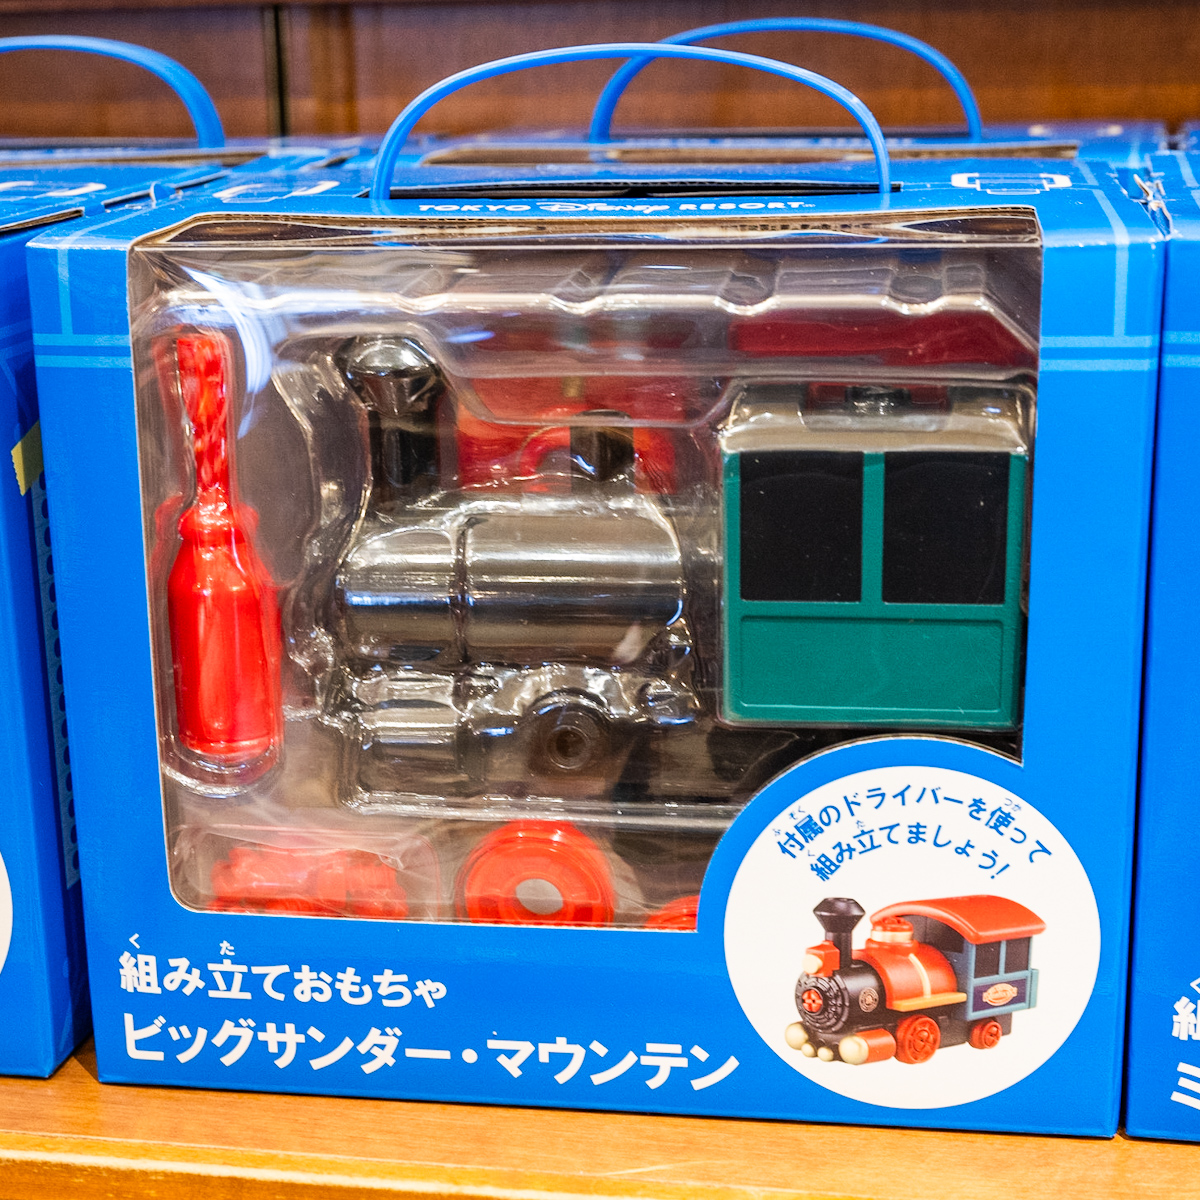 TOKYO Disney RESORT
付属のドライバーを使って
組み立てましょう!
組み立ておもちゃ
ビッグサンダー・マウンテン
組
ミ